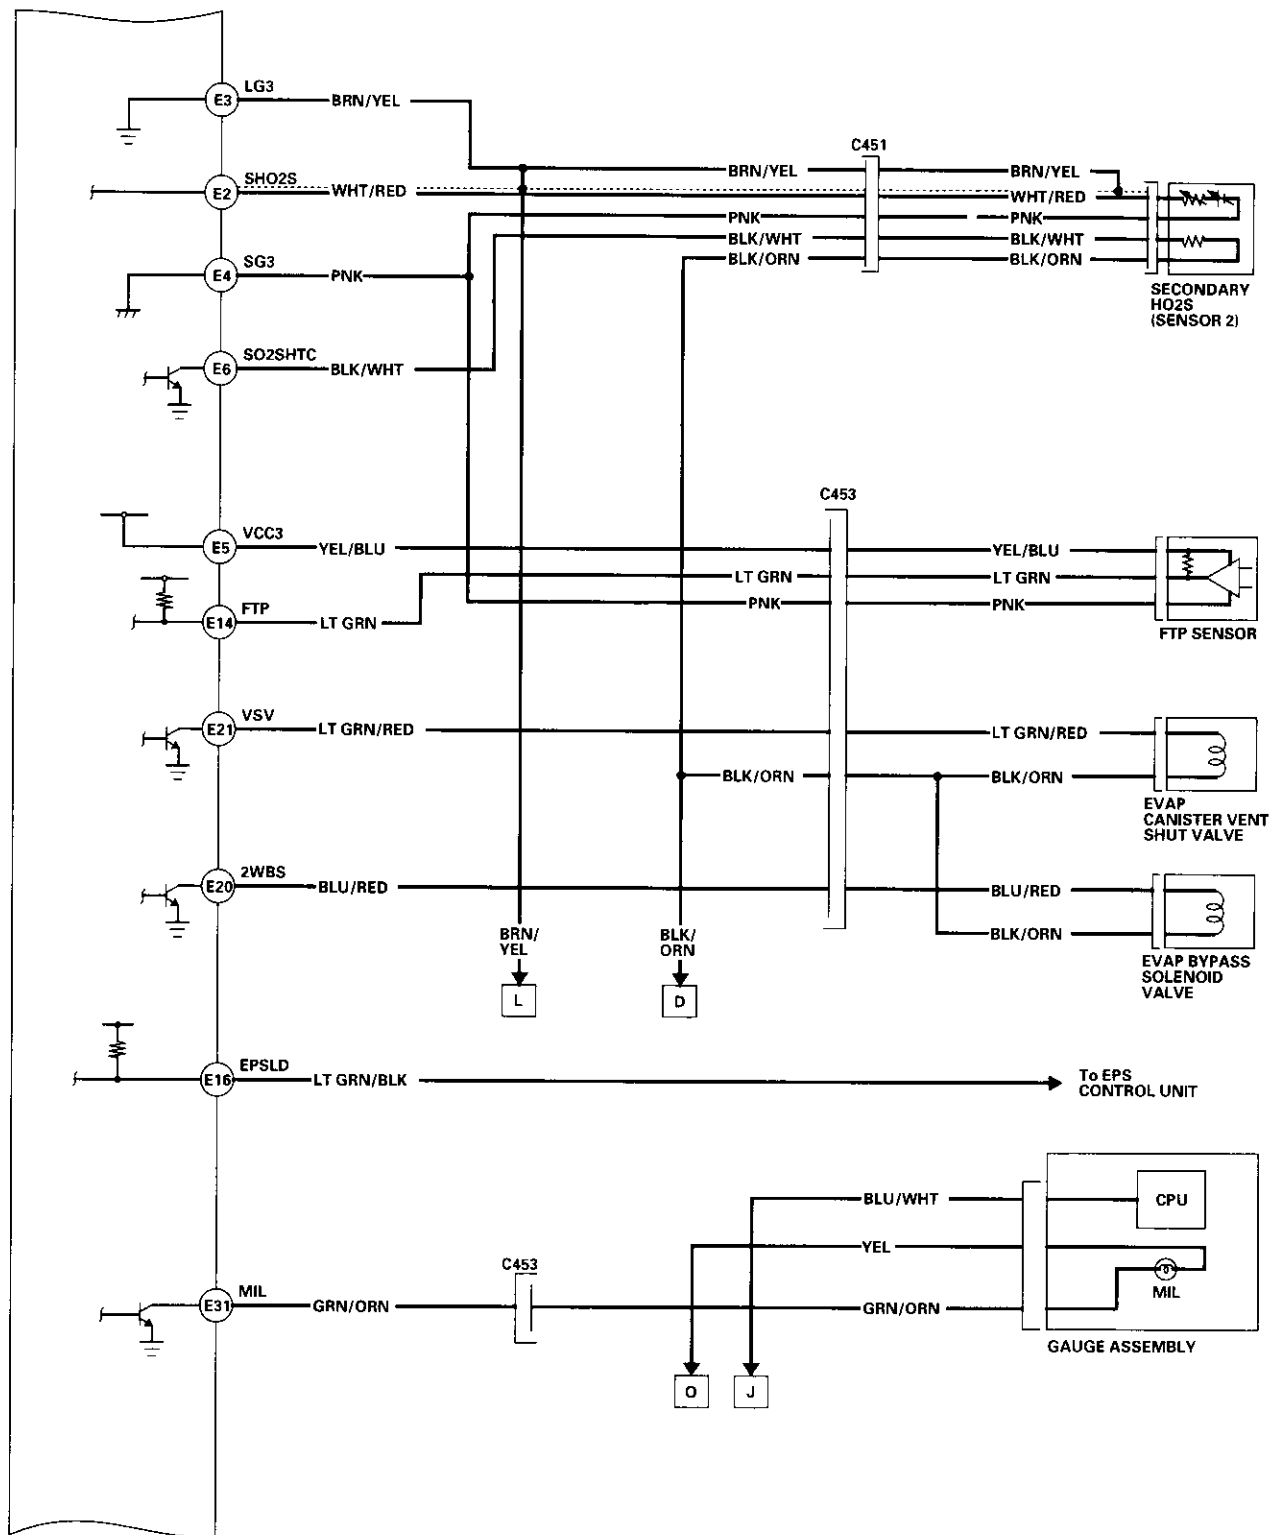 LG3
E3
BRN/YEL
C451
BRN/YEL
BRN/YEL
SHO2S
E2
WHT/RED
WHT/RED
PNK
PNK
BLK/WHT
BLK/WHT
SG3
E4
PNK
BLK/ORN
BLK/ORN
SECONDARY
HO2S
(SENSOR 2)
SO2SHTC
E6
BLK/WHT
C453
VCC3
E5
YEL/BLU
YEL/BLU
LT GRN
LT GRN
FTP
E14
LT GRN
PNK
PNK
FTP SENSOR
VSV
E21
LT GRN/RED
LT GRN/RED
BLK/ORN
BLK/ORN
EVAP
CANISTER VENT
SHUT VALVE
2WBS
E20
BLU/RED
BLU/RED
BRN/
YEL
BLK/
ORN
BLK/ORN
EVAP BYPASS
SOLENOID
VALVE
L
D
EPSLD
E16
LT GRN/BLK
To EPS
CONTROL UNIT
BLU/WHT
CPU
YEL
C453
MIL
MIL
E31
GRN/ORN
GRN/ORN
GAUGE ASSEMBLY
O
J